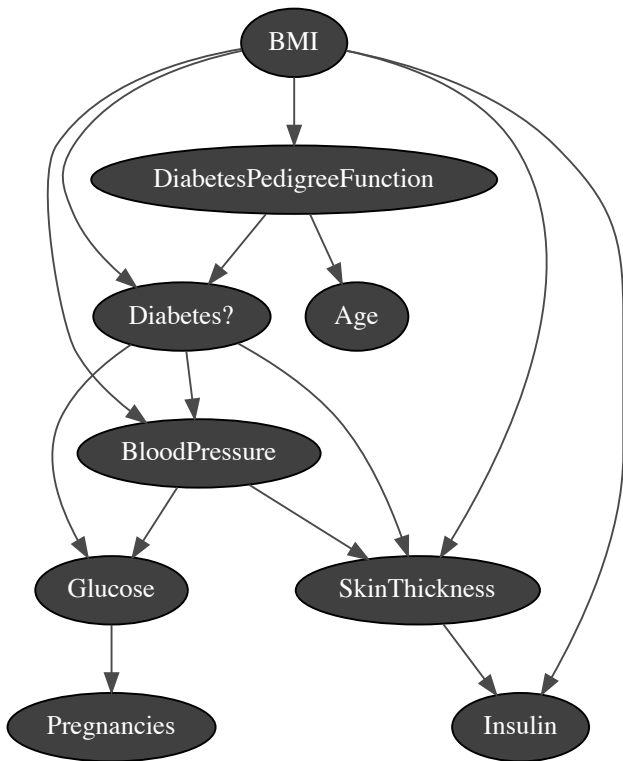 BMI
DiabetesPedigreeFunction
Diabetes?
Age
BloodPressure
Glucose
SkinThickness
Pregnancies
Insulin